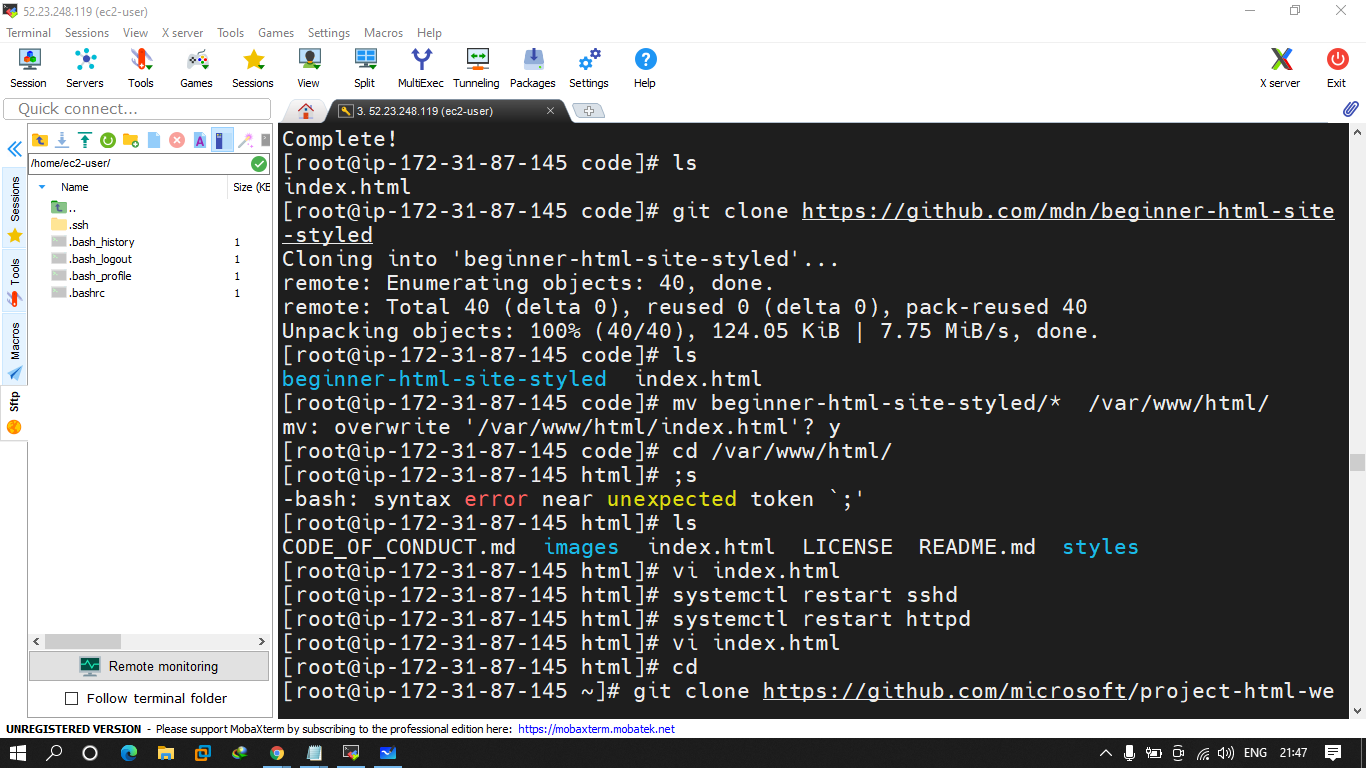 52.23.248.119 (ec2-user)
Terminal Sessions View X server Tools Games Settings Macros Help
Session Servers Tools Games Sessions View Split MultiExec Tunneling Packages Settings Help X server Exit
Quick connect...
3. 52.23.248.119 (ec2-user)
/home/ec2-user/
Name Size (KB
..
.ssh
.bash_history 1
.bash_logout 1
.bash_profile 1
.bashrc 1
Sessions
Tools
Macros
Sftp
Remote monitoring
Follow terminal folder
Complete!
[root@ip-172-31-87-145 code]# ls
index.html
[root@ip-172-31-87-145 code]# git clone https://github.com/mdn/beginner-html-site
-styled
Cloning into 'beginner-html-site-styled'...
remote: Enumerating objects: 40, done.
remote: Total 40 (delta 0), reused 0 (delta 0), pack-reused 40
Unpacking objects: 100% (40/40), 124.05 KiB | 7.75 MiB/s, done.
[root@ip-172-31-87-145 code]# ls
beginner-html-site-styled  index.html
[root@ip-172-31-87-145 code]# mv beginner-html-site-styled/*  /var/www/html/
mv: overwrite '/var/www/html/index.html'? y
[root@ip-172-31-87-145 code]# cd /var/www/html/
[root@ip-172-31-87-145 html]# ;s
-bash: syntax error near unexpected token `;'
[root@ip-172-31-87-145 html]# ls
CODE_OF_CONDUCT.md  images  index.html  LICENSE  README.md  styles
[root@ip-172-31-87-145 html]# vi index.html
[root@ip-172-31-87-145 html]# systemctl restart sshd
[root@ip-172-31-87-145 html]# systemctl restart httpd
[root@ip-172-31-87-145 html]# vi index.html
[root@ip-172-31-87-145 html]# cd
[root@ip-172-31-87-145 ~]# git clone https://github.com/microsoft/project-html-we
UNREGISTERED VERSION - Please support MobaXterm by subscribing to the professional edition here: https://mobaxterm.mobatek.net
ENG 21:47